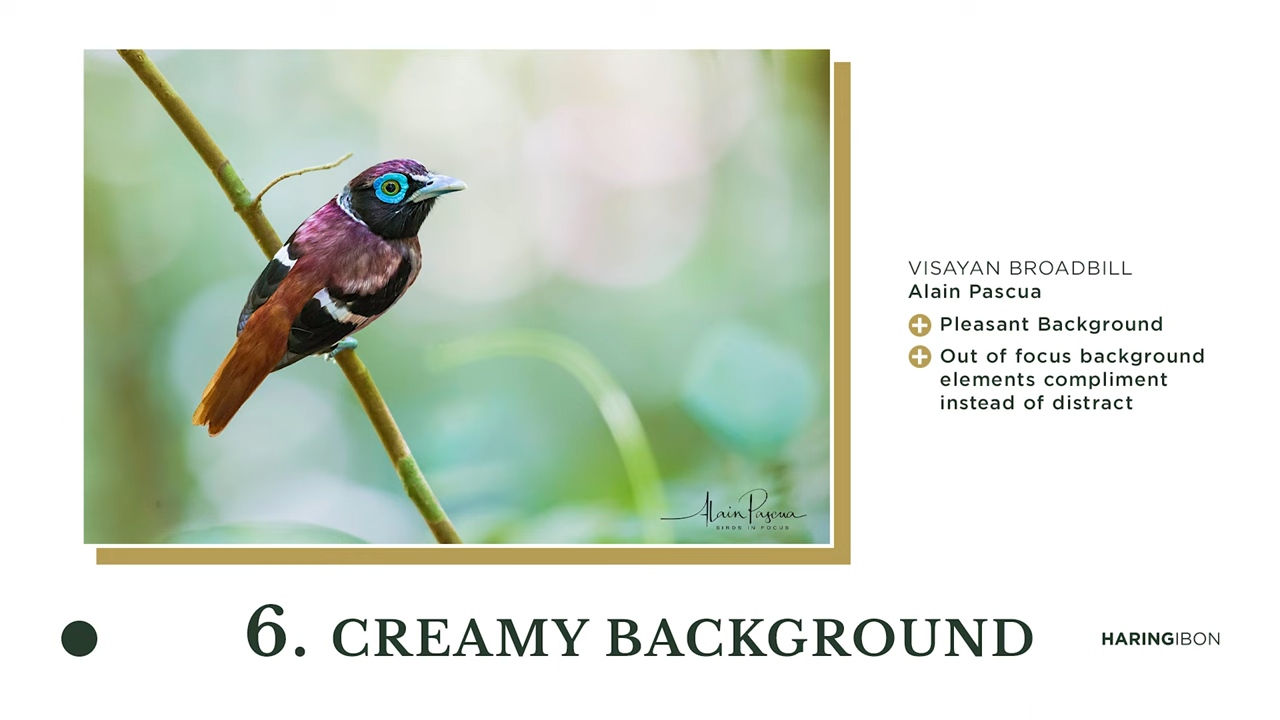 VISAYAN BROADBILL
Alain Pascua
Pleasant Background
Out of focus background
elements compliment
instead of distract
Alain Pascua
BIRDS IN FOCUS
6. CREAMY BACKGROUND
HARINGIBON